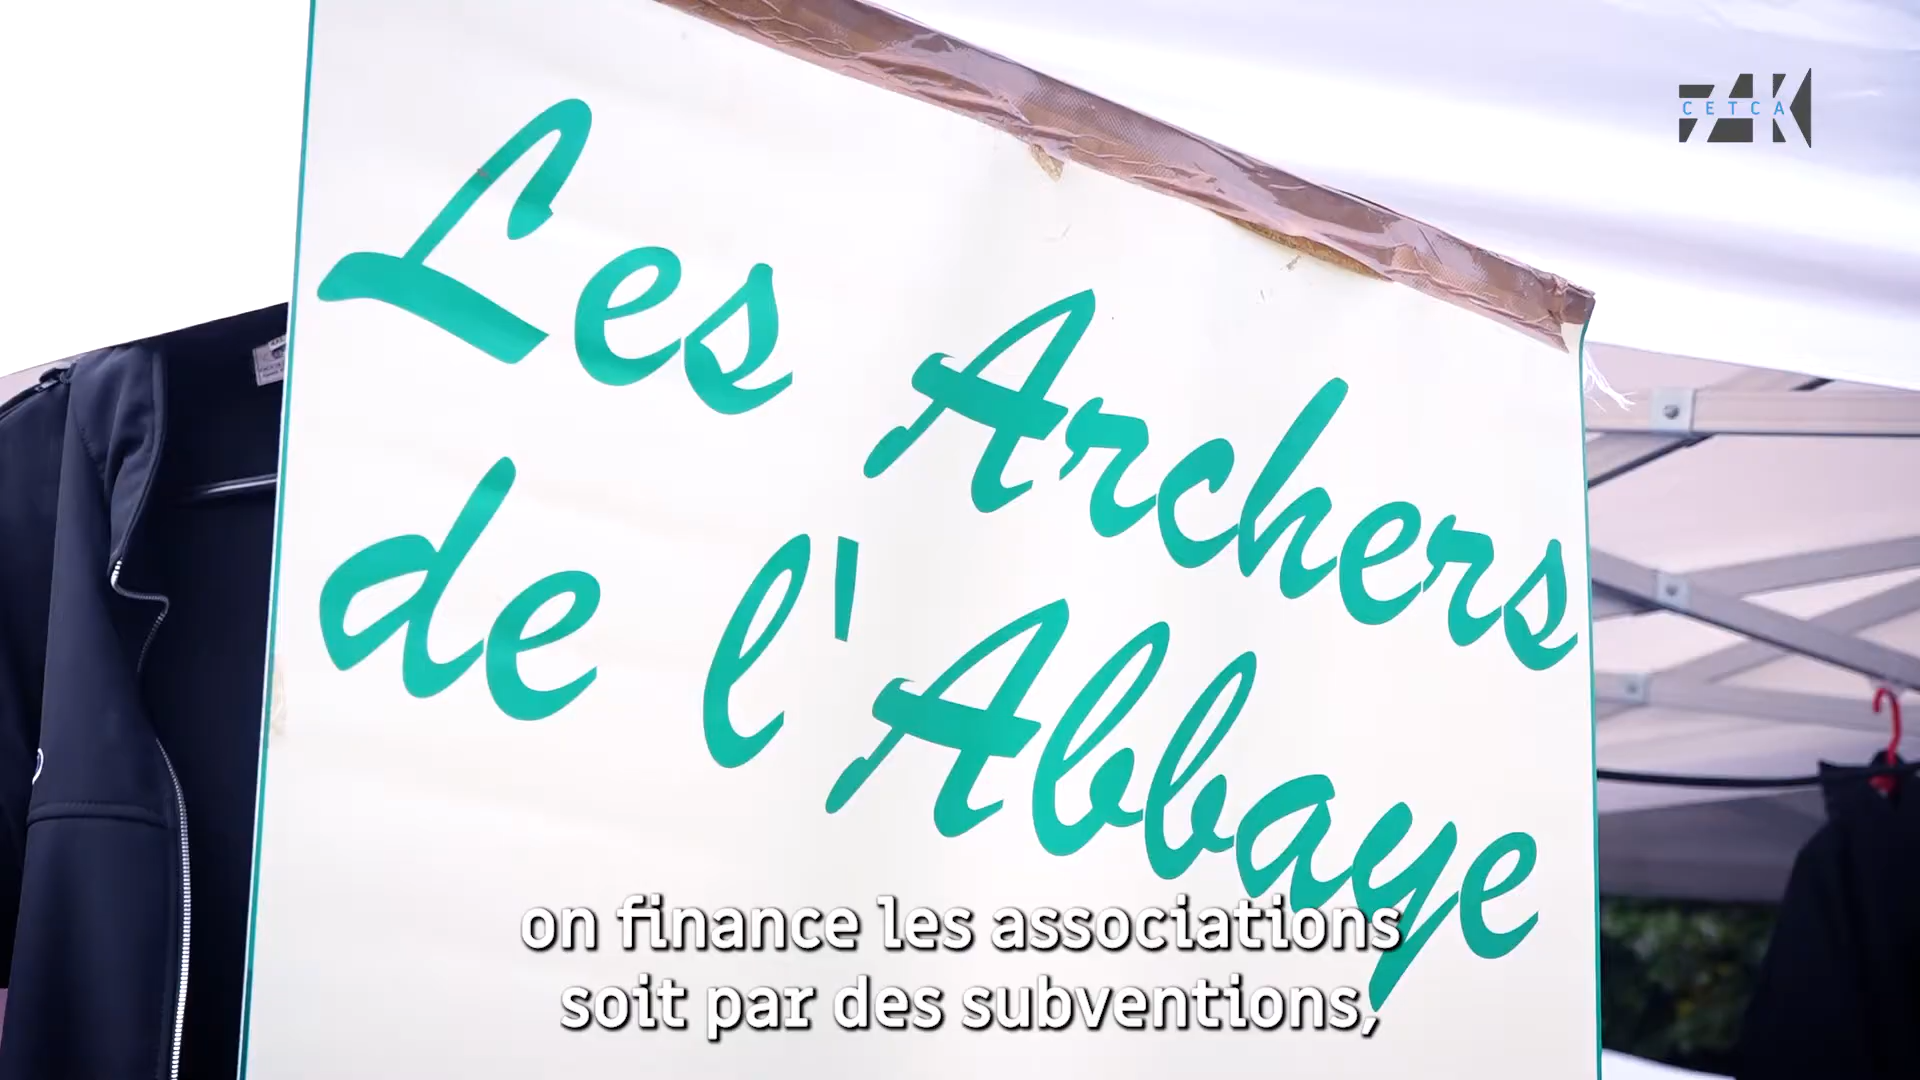 CETCA
Les Archers
de l'Abbaye
on finance les associations
soit par des subventions,